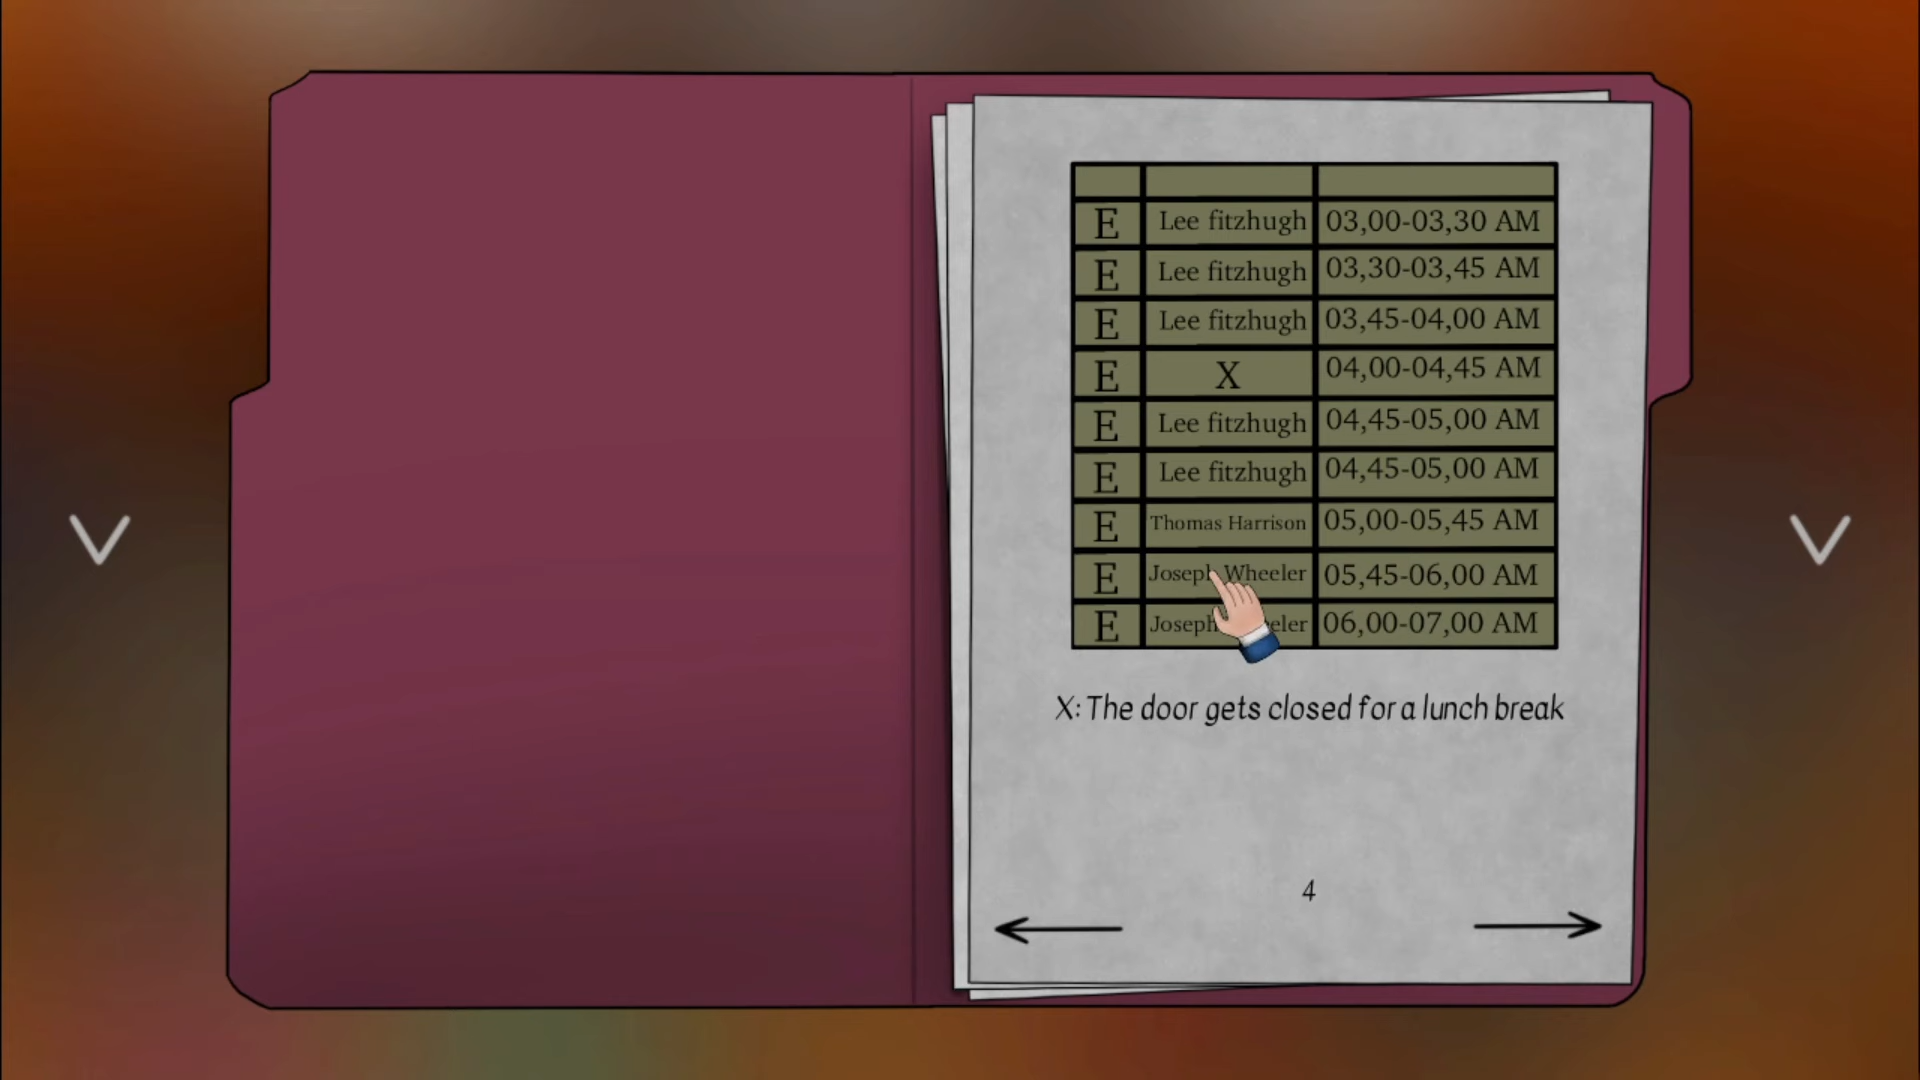 E Lee fitzhugh 03,00-03,30 AM
E Lee fitzhugh 03,30-03,45 AM
E Lee fitzhugh 03,45-04,00 AM
E X 04,00-04,45 AM
E Lee fitzhugh 04,45-05,00 AM
E Lee fitzhugh 04,45-05,00 AM
E Thomas Harrison 05,00-05,45 AM
E Joseph Wheeler 05,45-06,00 AM
E Joseph 06,00-07,00 AM
X: The door gets closed for a lunch break
4